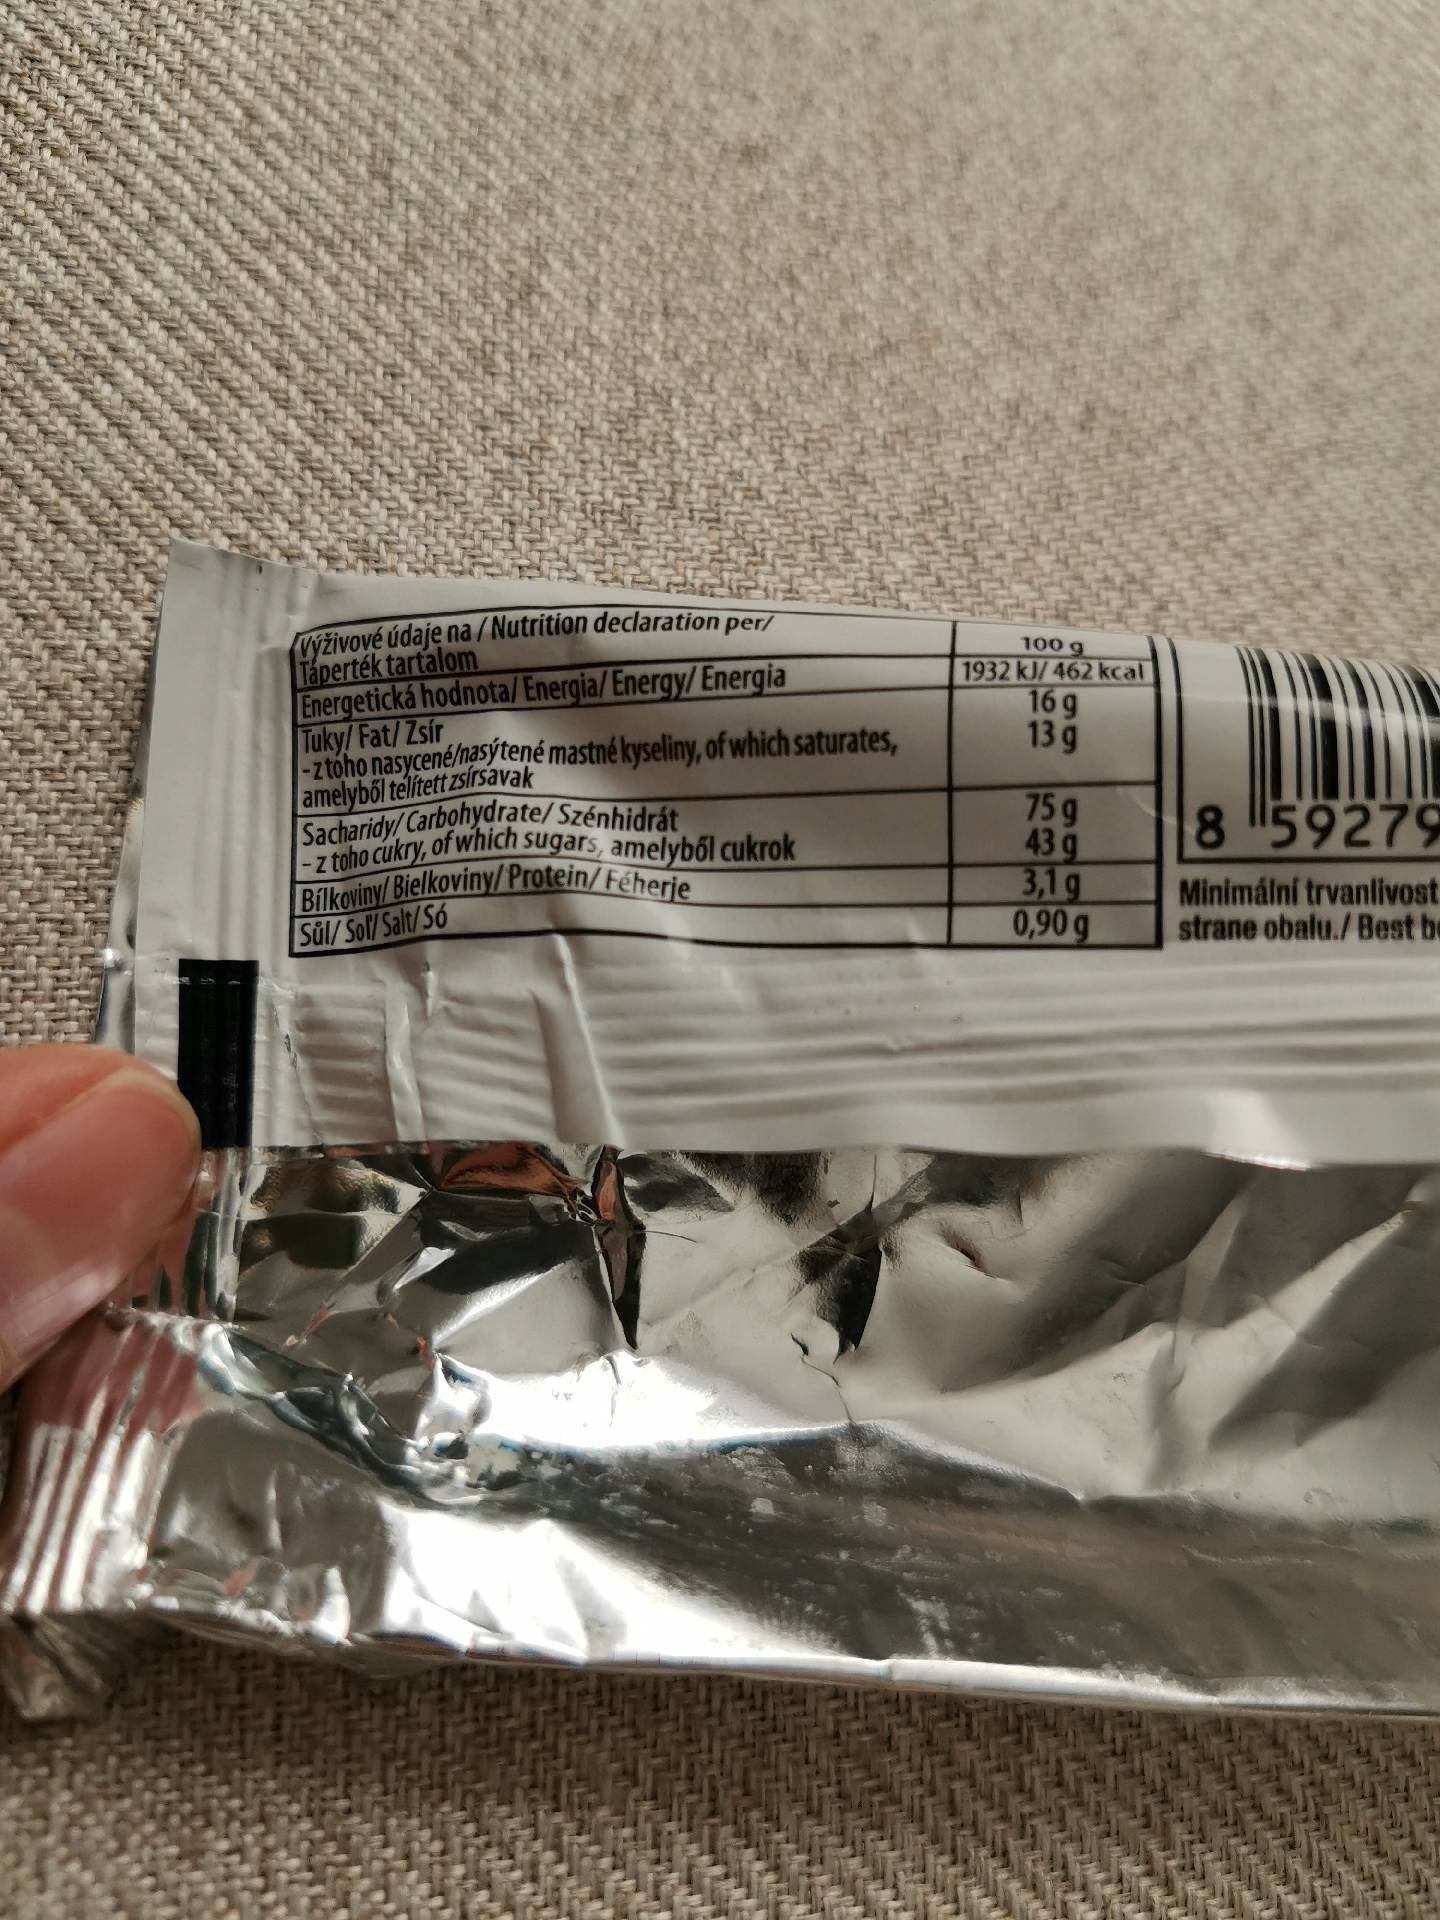 Výživové údaje na / Nutrition declaration per/
Tápérték tartalom
100 g
Energetická hodnota/ Energia/ Energy/ Energia
1932 kJ/ 462 kcal
Tuky/ Fat/ Zsír
16 g
- z toho nasycené/nasýtené mastné kyseliny, of which saturates,
13 g
amelyből telített zsírsavak
Sacharidy/ Carbohydrate/ Szénhidrát
75 g
- z toho cukry, of which sugars, amelyből cukrok
43 g
Bílkoviny/ Bielkoviny/ Protein/ Féherje
3,1 g
Sůl/ Soľ/ Salt/ Só
0,90 g
8 59279
Minimální trvanlivost
strane obalu./ Best